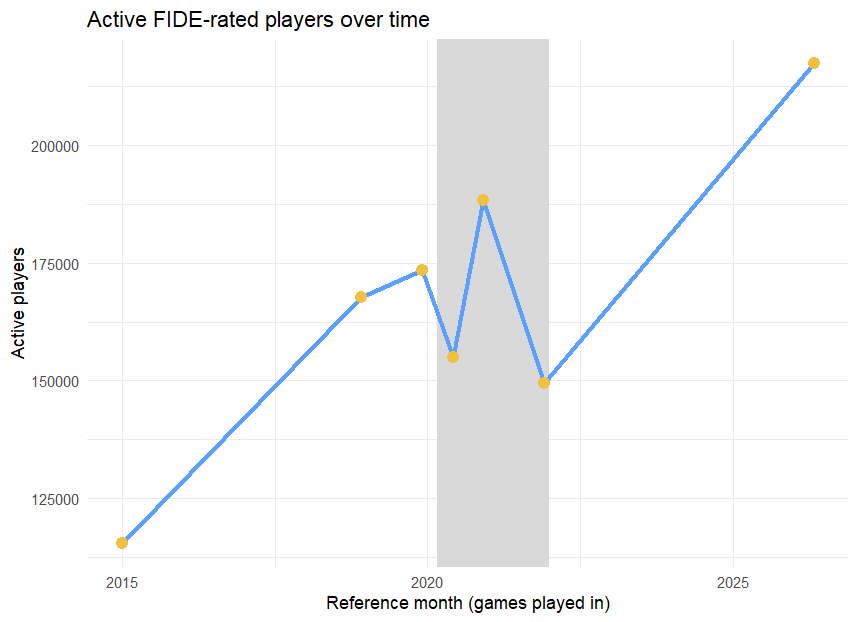 Active FIDE-rated players over time
Active players
200000
175000
150000
125000
2015
2020
2025
Reference month (games played in)